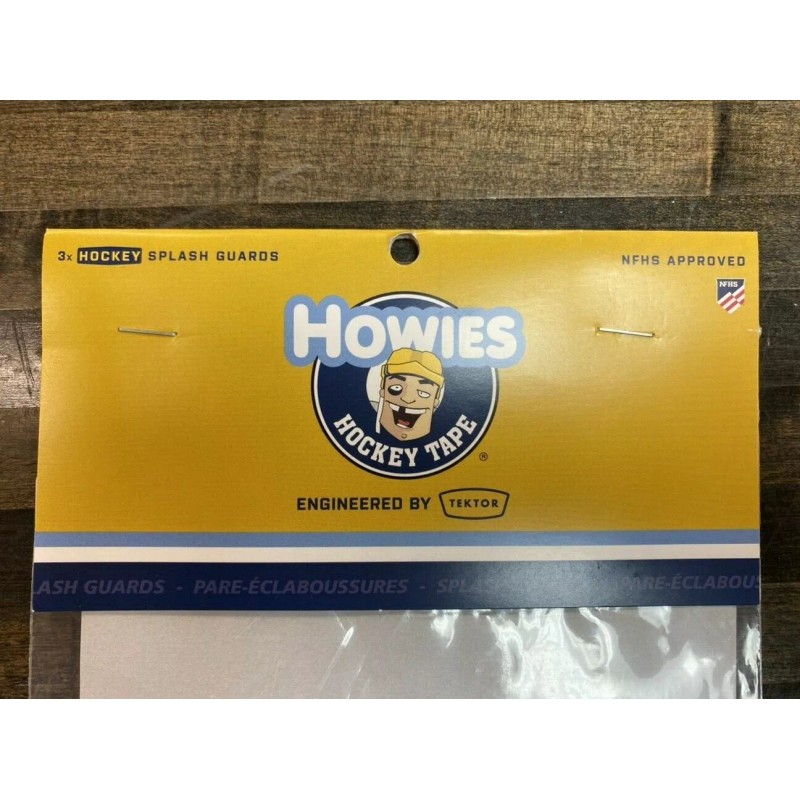 3x HOCKEY SPLASH GUARDS
NFHS APPROVED
NFHS
HOWIES
HOCKEY TAPE
®
ENGINEERED BY TEKTOR
LASH GUARDS - PARE-ÉCLABOUSSURES - SPLAS PARE-ÉCLABOUS